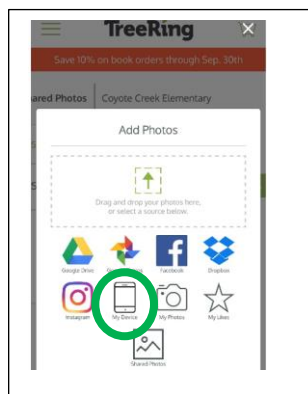 TreeRing
Save 10% on book orders through Sep. 30th
ared Photos Coyote Creek Elementary
Add Photos
Drag and drop your photos here,
or select a source below.
Google Drive Facebook Dropbox
Instagram My Device My Photos My Likes
Shared Photos